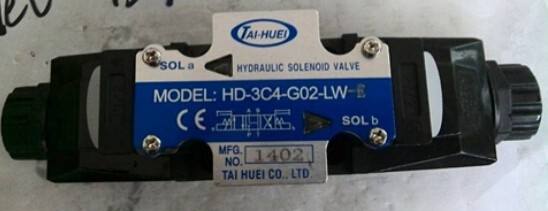 TAI-HUEI
SOL a
HYDRAULIC SOLENOID VALVE
MODEL: HD-3C4-G02-LW-E
CE
A B
SOL b
MFG.
NO. 1402
TAI HUEI CO., LTD.